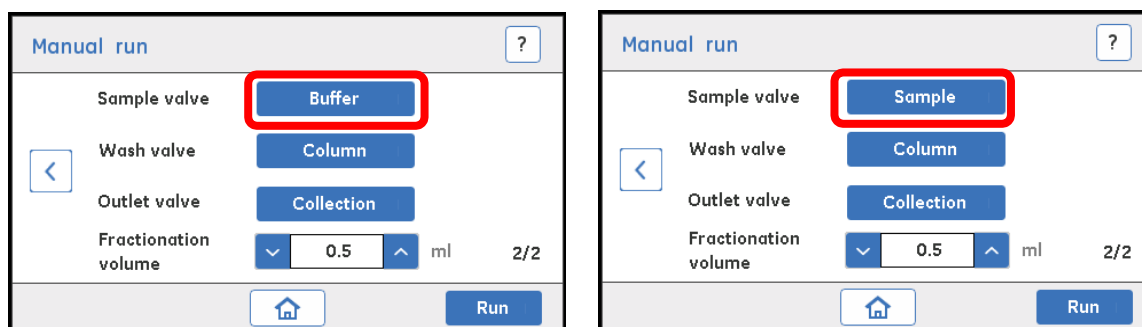 Manual run ?
Sample valve Buffer
Wash valve Column
< Outlet valve Collection
Fractionation
volume 0.5 ml 2/2
Run
Manual run ?
Sample valve Sample
Wash valve Column
< Outlet valve Collection
Fractionation
volume 0.5 ml 2/2
Run